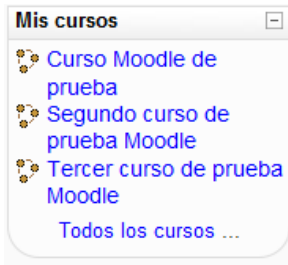 Mis cursos
Curso Moodle de
prueba
Segundo curso de
prueba Moodle
Tercer curso de prueba
Moodle
Todos los cursos ...